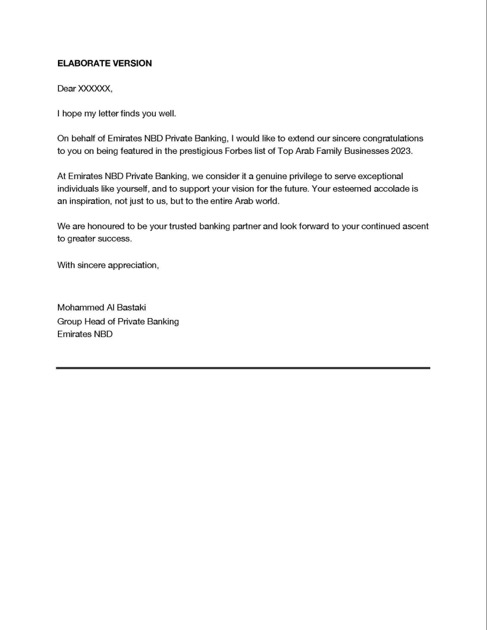 ELABORATE VERSION
Dear XXXXXX,
I hope my letter finds you well.
On behalf of Emirates NBD Private Banking, I would like to extend our sincere congratulations
to you on being featured in the prestigious Forbes list of Top Arab Family Businesses 2023.
At Emirates NBD Private Banking, we consider it a genuine privilege to serve exceptional
individuals like yourself, and to support your vision for the future. Your esteemed accolade is
an inspiration, not just to us, but to the entire Arab world.
We are honoured to be your trusted banking partner and look forward to your continued ascent
to greater success.
With sincere appreciation,
Mohammed Al Bastaki
Group Head of Private Banking
Emirates NBD